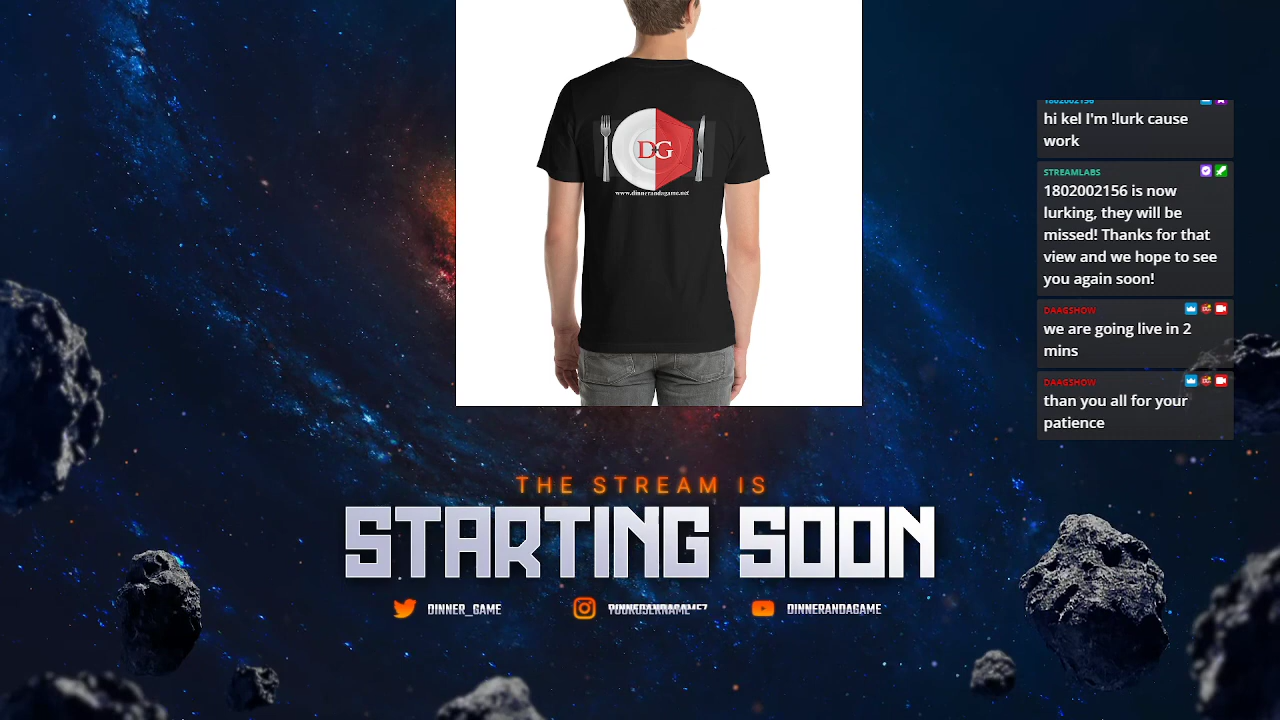 DG
www.dinnerandagame.net
1802002156
hi kel I'm !lurk cause
work
STREAMLABS
1802002156 is now
lurking, they will be
missed! Thanks for that
view and we hope to see
you again soon!
DAAGSHOW
we are going live in 2
mins
DAAGSHOW
than you all for your
patience
THE STREAM IS
STARTING SOON
DINNER_GAME
DINNERANDAGAME